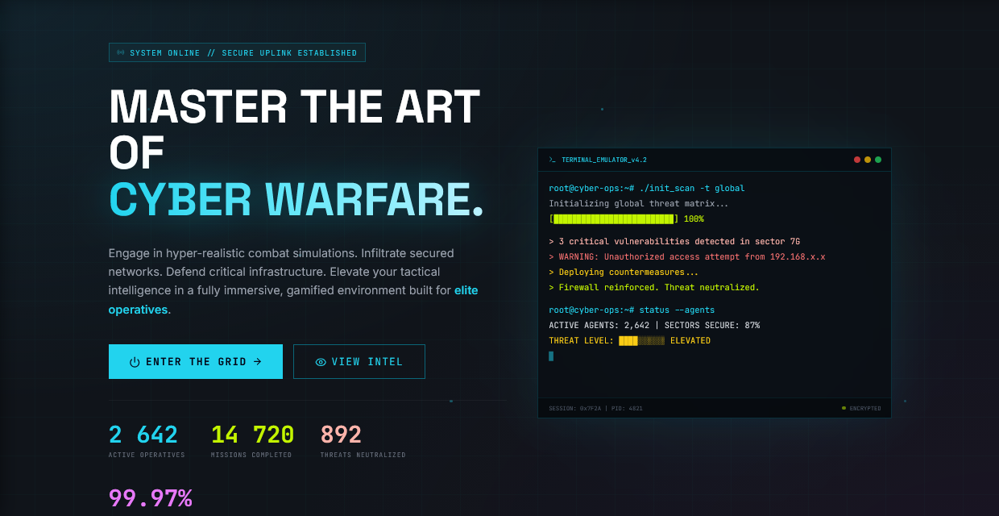 SYSTEM ONLINE // SECURE UPLINK ESTABLISHED
MASTER THE ART
OF
CYBER WARFARE.
Engage in hyper-realistic combat simulations. Infiltrate secured
networks. Defend critical infrastructure. Elevate your tactical
intelligence in a fully immersive, gamified environment built for elite
operatives.
ENTER THE GRID →
VIEW INTEL
2 642
ACTIVE OPERATIVES
14 720
MISSIONS COMPLETED
892
THREATS NEUTRALIZED
99.97%
TERMINAL_EMULATOR_v4.2
root@cyber-ops:~# ./init_scan -t global
Initializing global threat matrix...
[██████████████████████████] 100%
> 3 critical vulnerabilities detected in sector 7G
> WARNING: Unauthorized access attempt from 192.168.x.x
> Deploying countermeasures...
> Firewall reinforced. Threat neutralized.
root@cyber-ops:~# status --agents
ACTIVE AGENTS: 2,642 | SECTORS SECURE: 87%
THREAT LEVEL: ████░░░░░░ ELEVATED
SESSION: 0x7F2A | PID: 4821
ENCRYPTED